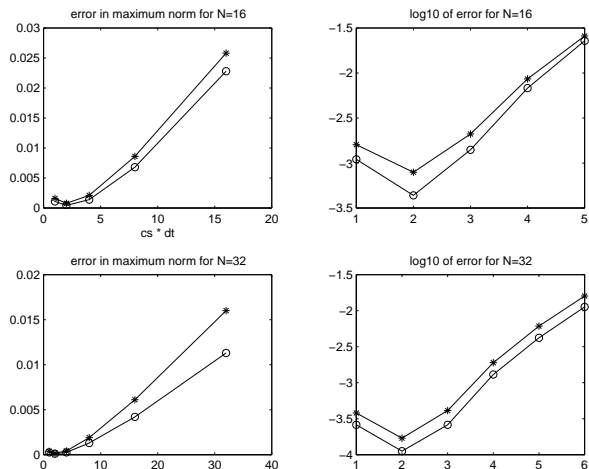 error in maximum norm for N=16
0.03
0.025
0.02
0.015
0.01
0.005
0
0 5 10 15 20
cs * dt
log10 of error for N=16
−1.5
−2
−2.5
−3
−3.5
1 2 3 4 5
error in maximum norm for N=32
0.02
0.015
0.01
0.005
0
0 10 20 30 40
log10 of error for N=32
−1.5
−2
−2.5
−3
−3.5
−4
1 2 3 4 5 6